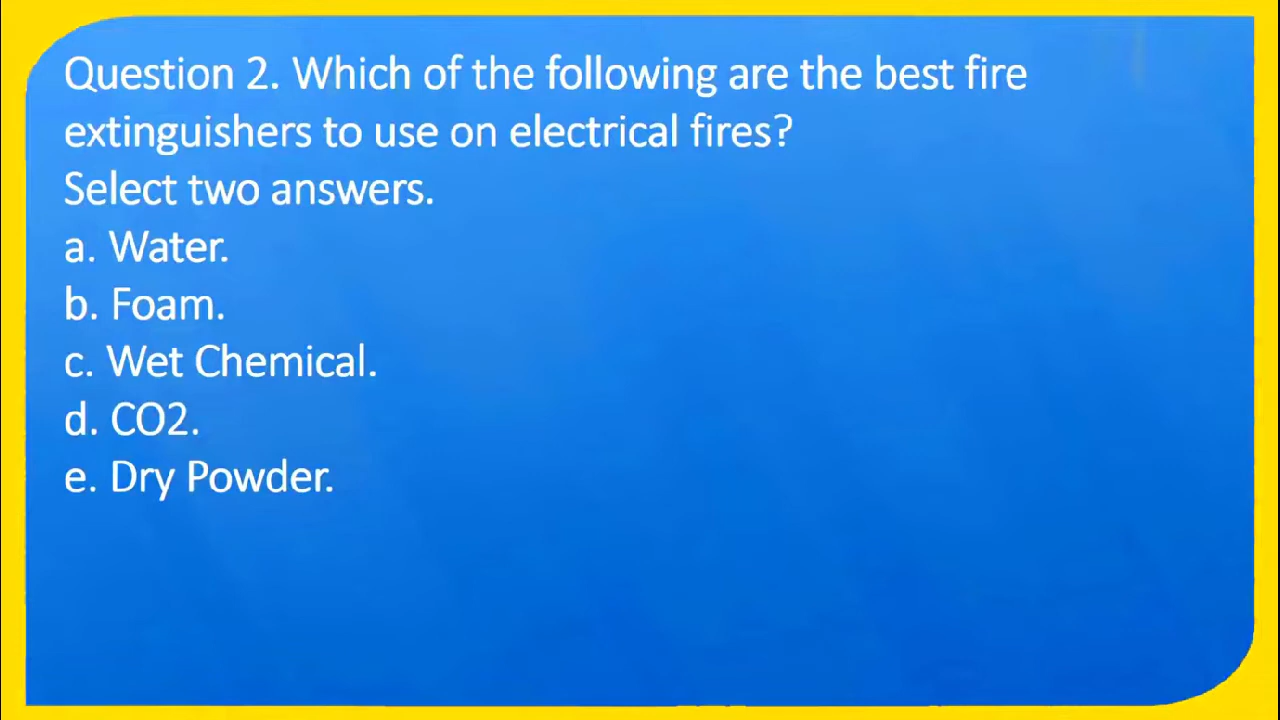 Question 2. Which of the following are the best fire
extinguishers to use on electrical fires?
Select two answers.
a. Water.
b. Foam.
c. Wet Chemical.
d. CO2.
e. Dry Powder.